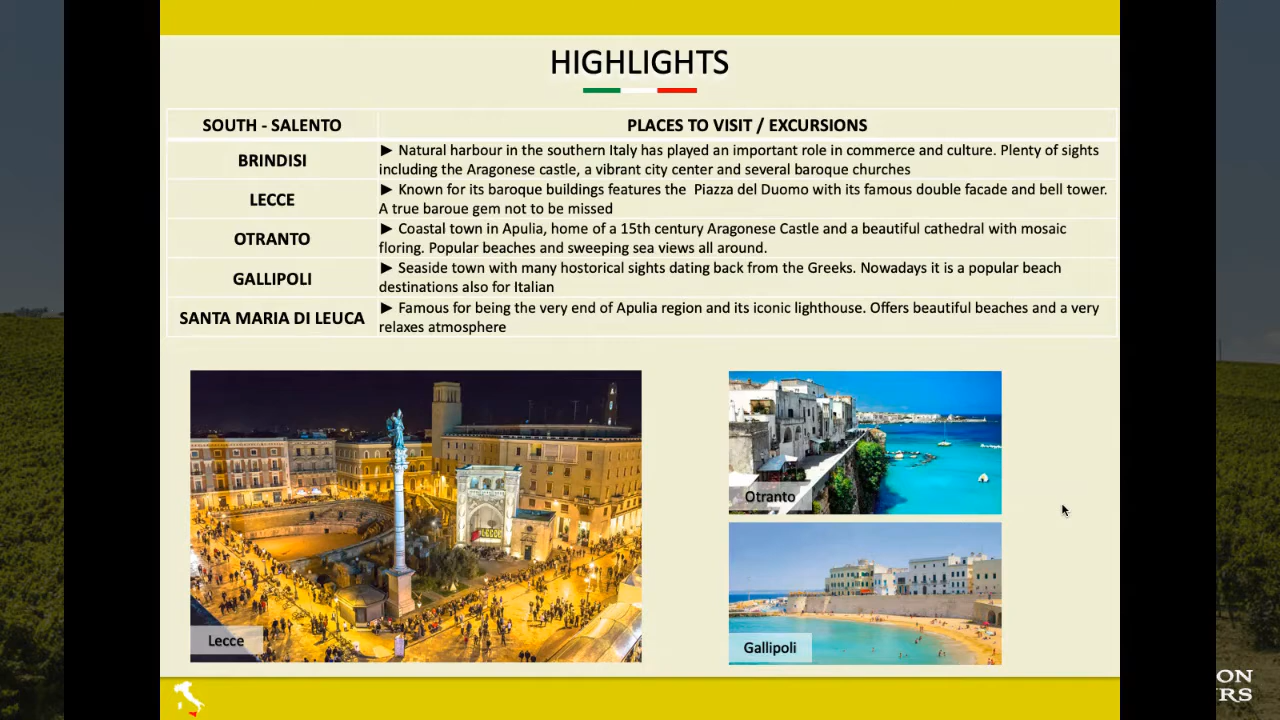 HIGHLIGHTS
SOUTH - SALENTO
PLACES TO VISIT / EXCURSIONS
BRINDISI
► Natural harbour in the southern Italy has played an important role in commerce and culture. Plenty of sights
including the Aragonese castle, a vibrant city center and several baroque churches
LECCE
► Known for its baroque buildings features the Piazza del Duomo with its famous double facade and bell tower.
A true baroue gem not to be missed
OTRANTO
► Coastal town in Apulia, home of a 15th century Aragonese Castle and a beautiful cathedral with mosaic
floring. Popular beaches and sweeping sea views all around.
GALLIPOLI
► Seaside town with many hostorical sights dating back from the Greeks. Nowadays it is a popular beach
destinations also for Italian
SANTA MARIA DI LEUCA
► Famous for being the very end of Apulia region and its iconic lighthouse. Offers beautiful beaches and a very
relaxes atmosphere
Lecce
Otranto
Gallipoli
ON
RS